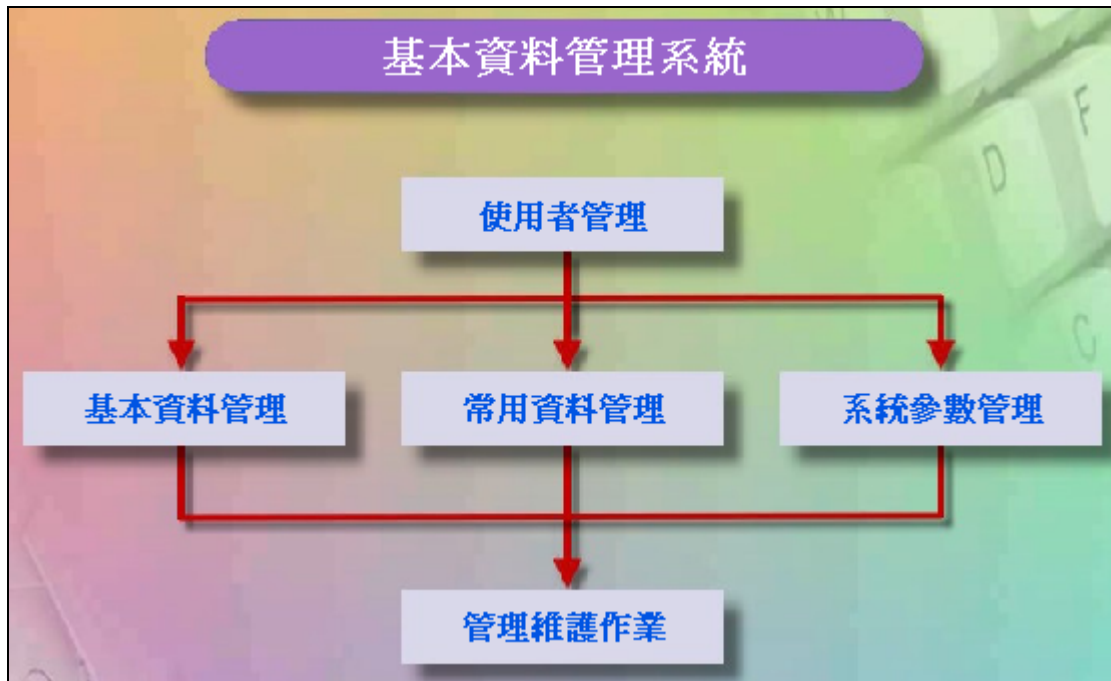 基本資料管理系統
使用者管理
基本資料管理
常用資料管理
系統參數管理
管理維護作業
D
F
C